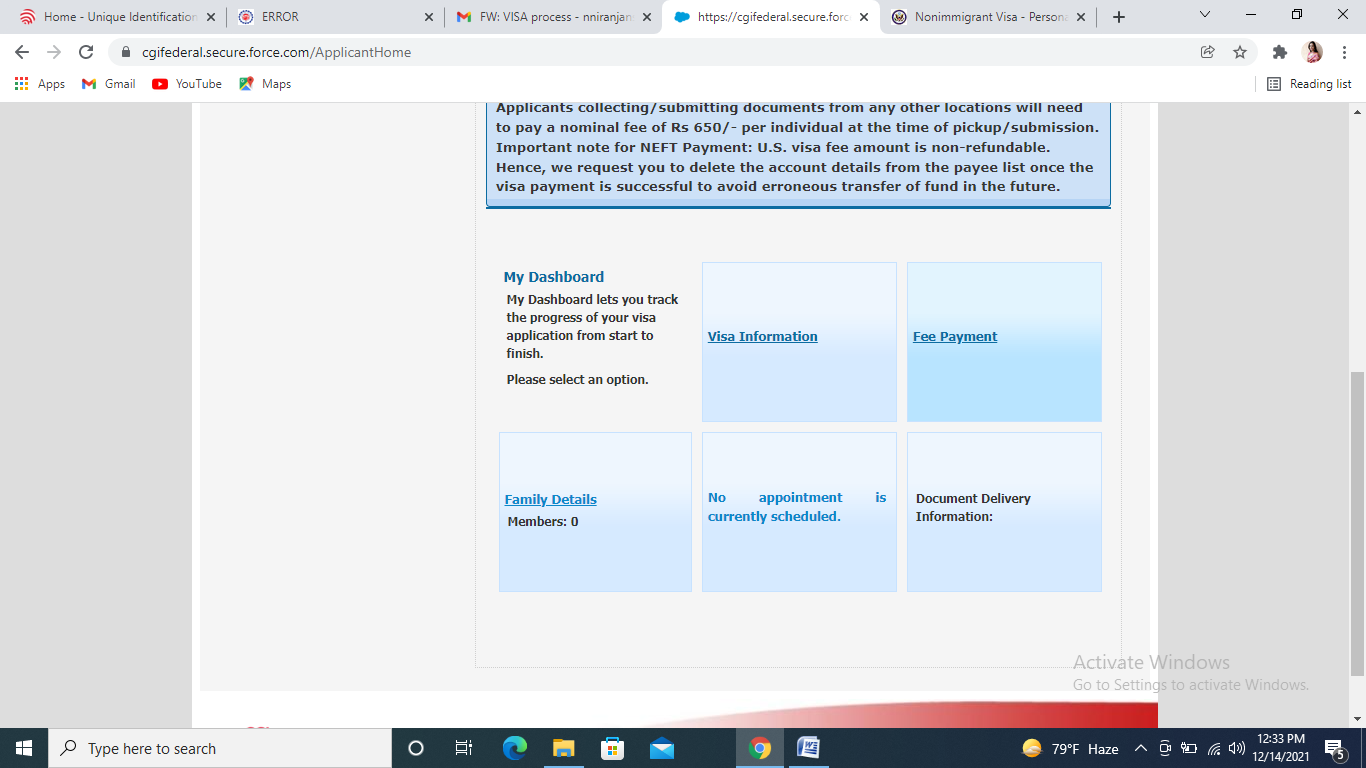 Home - Unique Identification
ERROR
FW: VISA process - nniranjan
https://cgifederal.secure.forc
Nonimmigrant Visa - Persona
cgifederal.secure.force.com/ApplicantHome
Apps
Gmail
YouTube
Maps
Reading list
Applicants collecting/submitting documents from any other locations will need
to pay a nominal fee of Rs 650/- per individual at the time of pickup/submission.
Important note for NEFT Payment: U.S. visa fee amount is non-refundable.
Hence, we request you to delete the account details from the payee list once the
visa payment is successful to avoid erroneous transfer of fund in the future.
My Dashboard
My Dashboard lets you track
the progress of your visa
application from start to
finish.
Please select an option.
Visa Information
Fee Payment
Family Details
Members: 0
No appointment is
currently scheduled.
Document Delivery
Information:
Activate Windows
Go to Settings to activate Windows.
Type here to search
W
79°F Haze
12:33 PM
12/14/2021
5